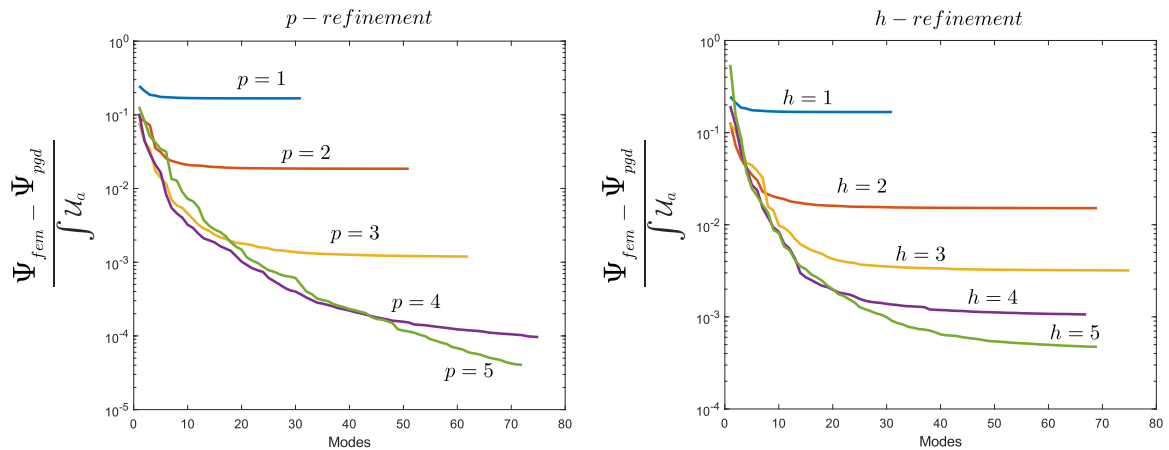 p − refinement
10^0
10^-1
10^-2
10^-3
10^-4
10^-5
0 10 20 30 40 50 60 70 80
Modes
Ψ_fem − Ψ_pgd
∫ 𝒰_a
p = 1
p = 2
p = 3
p = 4
p = 5
h − refinement
10^0
10^-1
10^-2
10^-3
10^-4
0 10 20 30 40 50 60 70 80
Modes
Ψ_fem − Ψ_pgd
∫ 𝒰_a
h = 1
h = 2
h = 3
h = 4
h = 5